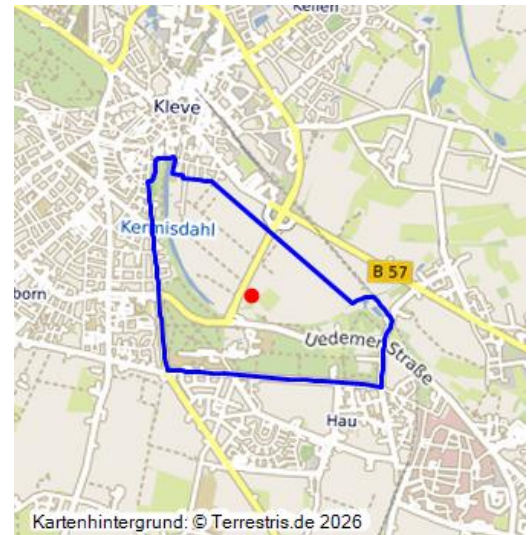 Kellen
Kleve
Kermisdahl
B 57
born
Uedemer Straße
Hau
Kartenhintergrund: © Terrestris.de 2026